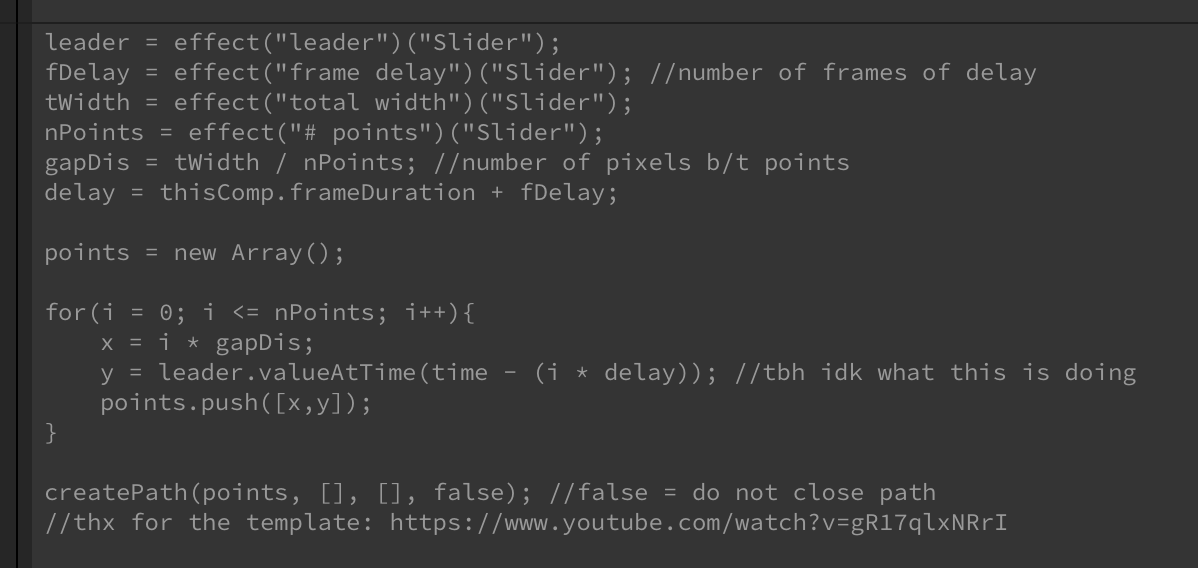 leader = effect("leader")("Slider");
fDelay = effect("frame delay")("Slider"); //number of frames of delay
tWidth = effect("total width")("Slider");
nPoints = effect("# points")("Slider");
gapDis = tWidth / nPoints; //number of pixels b/t points
delay = thisComp.frameDuration + fDelay;

points = new Array();

for(i = 0; i <= nPoints; i++){
    x = i * gapDis;
    y = leader.valueAtTime(time - (i * delay)); //tbh idk what this is doing
    points.push([x,y]);
}

createPath(points, [], [], false); //false = do not close path
//thx for the template: https://www.youtube.com/watch?v=gR17qlxNRrI